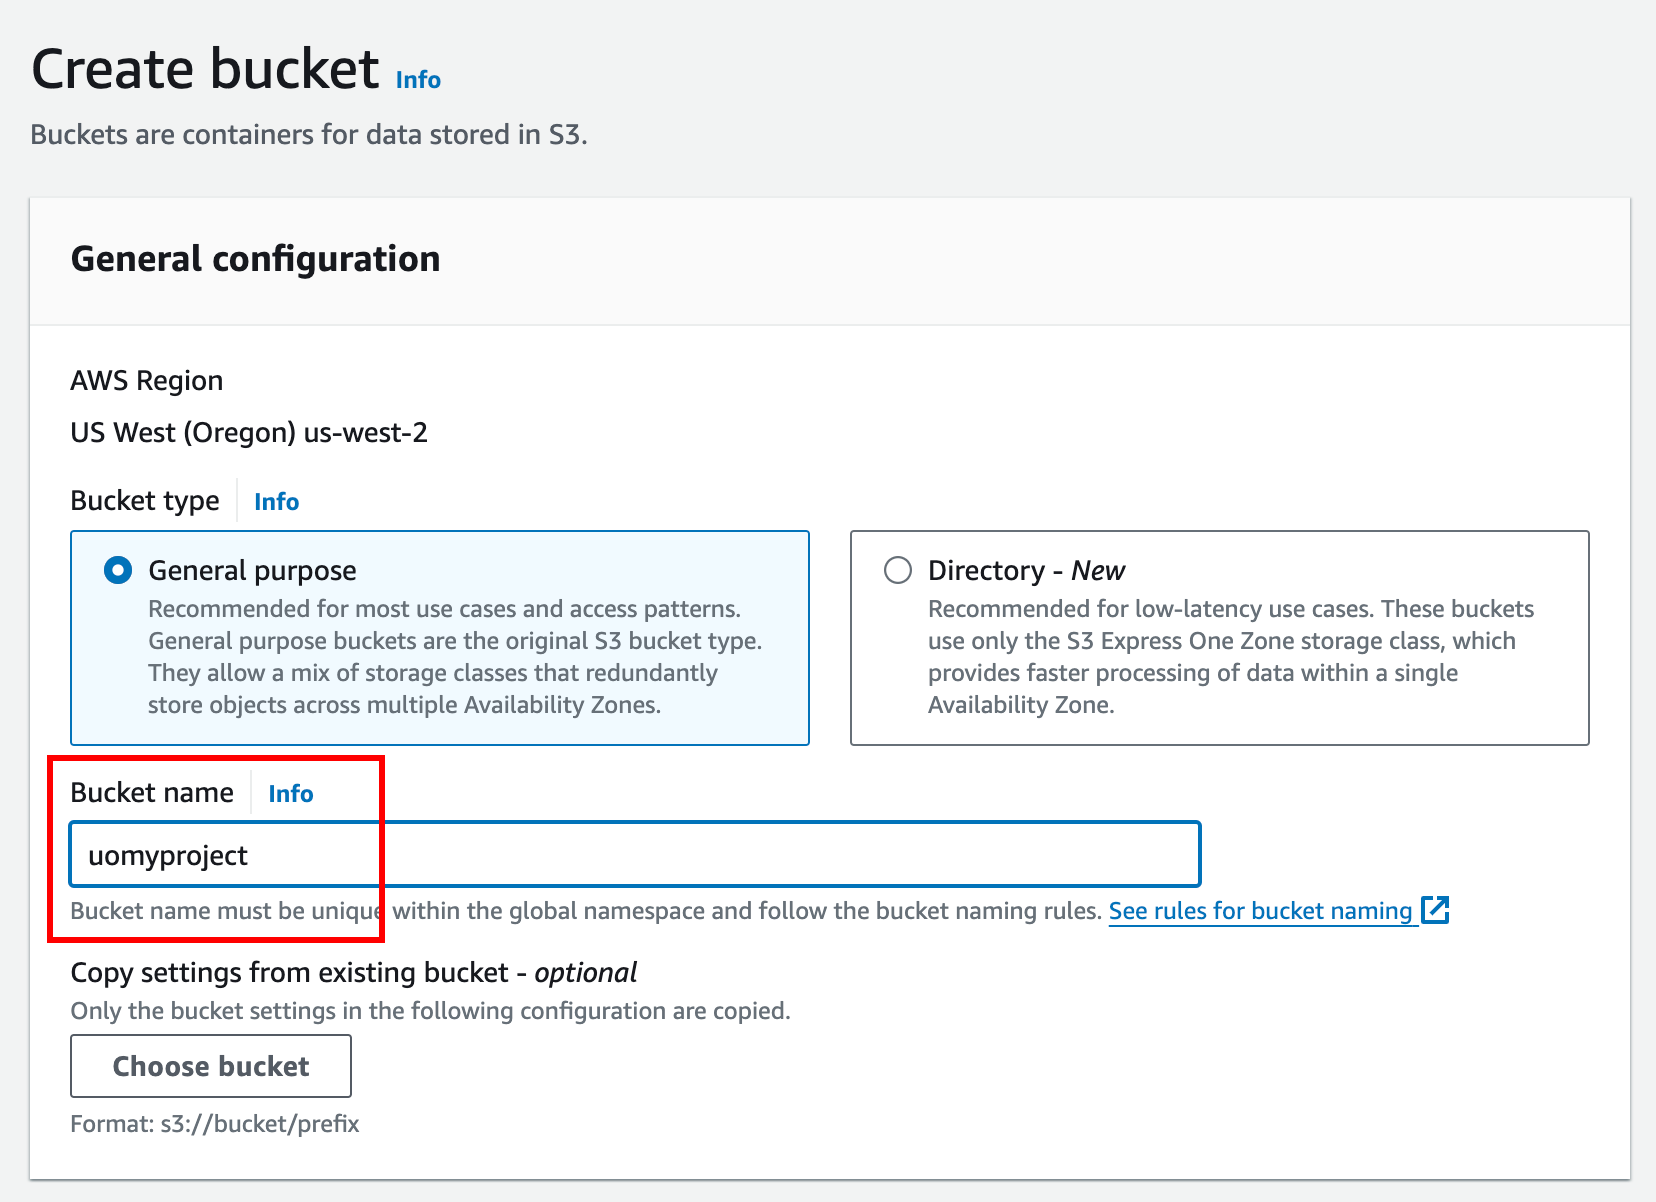 Create bucket Info
Buckets are containers for data stored in S3.
General configuration
AWS Region
US West (Oregon) us-west-2
Bucket type Info
General purpose
Recommended for most use cases and access patterns.
General purpose buckets are the original S3 bucket type.
They allow a mix of storage classes that redundantly
store objects across multiple Availability Zones.
Directory - New
Recommended for low-latency use cases. These buckets
use only the S3 Express One Zone storage class, which
provides faster processing of data within a single
Availability Zone.
Bucket name Info
uomyproject
Bucket name must be unique within the global namespace and follow the bucket naming rules. See rules for bucket naming
Copy settings from existing bucket - optional
Only the bucket settings in the following configuration are copied.
Choose bucket
Format: s3://bucket/prefix